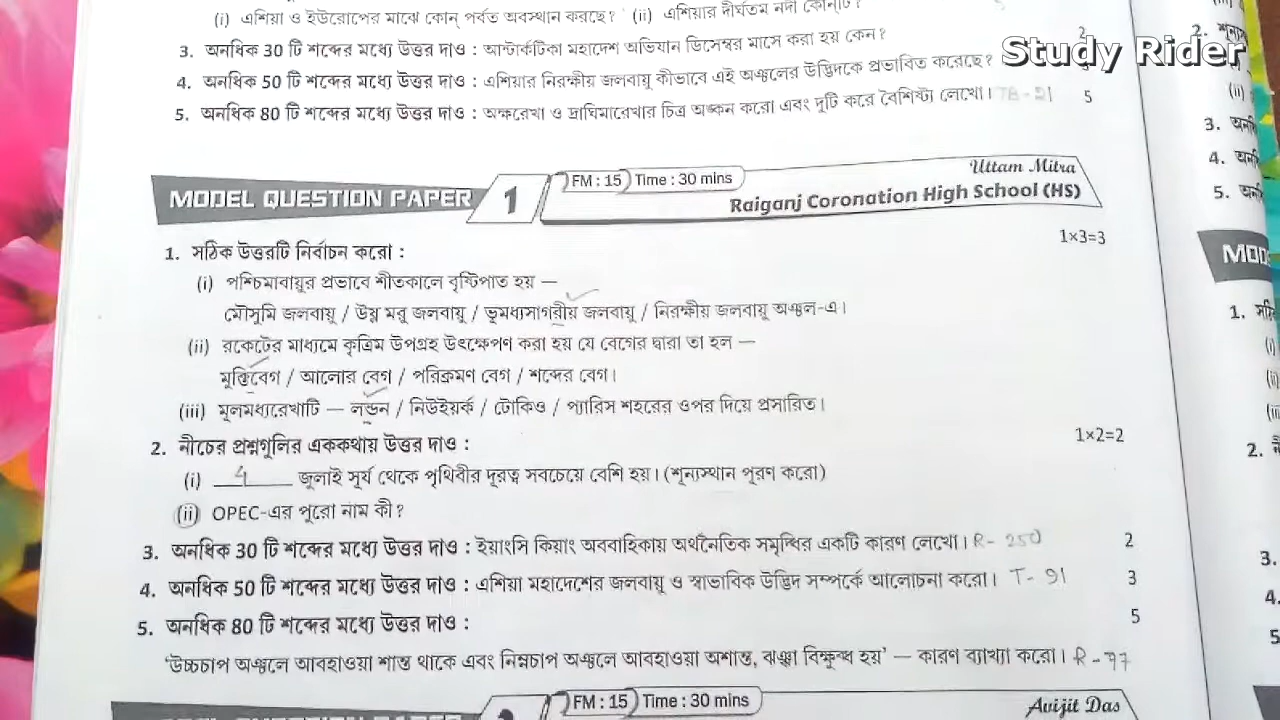 (i) এশিয়া ও ইউরোপের মাঝে কোন্ পর্বত অবস্থান করছে? (ii) এশিয়ার দীর্ঘতম নদী কোনটি?
3. অনধিক 30 টি শব্দের মধ্যে উত্তর দাও : আন্টার্কটিকা মহাদেশ অভিযান ডিসেম্বর মাসে করা হয় কেন? 2
Study Rider
4. অনধিক 50 টি শব্দের মধ্যে উত্তর দাও : এশিয়ার নিরক্ষীয় জলবায়ু কীভাবে এই অঞ্চলের উদ্ভিদকে প্রভাবিত করেছে?
5. অনধিক 80 টি শব্দের মধ্যে উত্তর দাও : অক্ষরেখা ও দ্রাঘিমারেখার চিত্র অঙ্কন করো এবং দুটি করে বৈশিষ্ট্য লেখো। 5
MODEL QUESTION PAPER 1 FM : 15 Time : 30 mins Uttam Mitra
Raiganj Coronation High School (HS)
1. সঠিক উত্তরটি নির্বাচন করো : 1×3=3
(i) পশ্চিমাবায়ুর প্রভাবে শীতকালে বৃষ্টিপাত হয় —
মৌসুমি জলবায়ু / উষ্ণ মরু জলবায়ু / ভূমধ্যসাগরীয় জলবায়ু / নিরক্ষীয় জলবায়ু অঞ্চল-এ।
(ii) রকেটের মাধ্যমে কৃত্রিম উপগ্রহ উৎক্ষেপণ করা হয় যে বেগের দ্বারা তা হল —
মুক্তিবেগ / আলোর বেগ / পরিক্রমণ বেগ / শব্দের বেগ।
(iii) মূলমধ্যরেখাটি — লন্ডন / নিউইয়র্ক / টোকিও / প্যারিস শহরের ওপর দিয়ে প্রসারিত।
2. নীচের প্রশ্নগুলির এককথায় উত্তর দাও : 1×2=2
(i) 4 জুলাই সূর্য থেকে পৃথিবীর দূরত্ব সবচেয়ে বেশি হয়। (শূন্যস্থান পূরণ করো)
(ii) OPEC-এর পুরো নাম কী?
3. অনধিক 30 টি শব্দের মধ্যে উত্তর দাও : ইয়াংসি কিয়াং অববাহিকায় অর্থনৈতিক সমৃদ্ধির একটি কারণ লেখো। R- 250 2
4. অনধিক 50 টি শব্দের মধ্যে উত্তর দাও : এশিয়া মহাদেশের জলবায়ু ও স্বাভাবিক উদ্ভিদ সম্পর্কে আলোচনা করো। T- 91 3
5. অনধিক 80 টি শব্দের মধ্যে উত্তর দাও : 5
'উচ্চচাপ অঞ্চলে আবহাওয়া শান্ত থাকে এবং নিম্নচাপ অঞ্চলে আবহাওয়া অশান্ত, ঝঞ্ঝা বিক্ষুব্ধ হয়' — কারণ ব্যাখ্যা করো।
FM : 15 Time : 30 mins Avijit Das